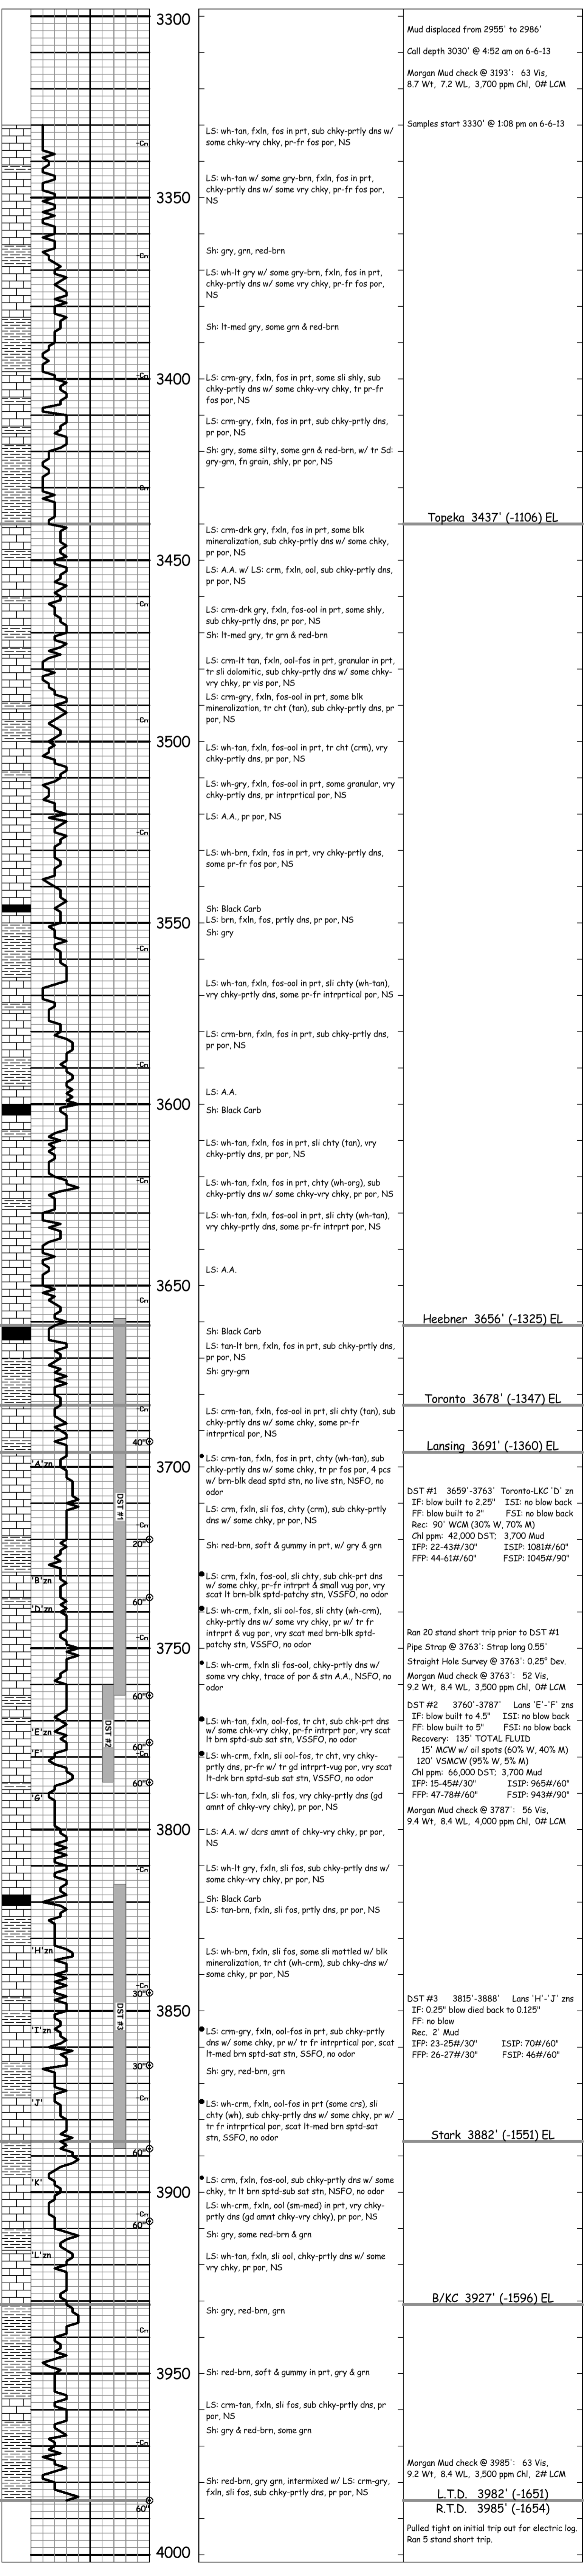 3300
Mud displaced from 2955' to 2986'
Call depth 3030' @ 4:52 am on 6-6-13
Morgan Mud check @ 3193': 63 Vis,
8.7 Wt, 7.2 WL, 3,700 ppm Chl, 0# LCM
Samples start 3330' @ 1:08 pm on 6-6-13
LS: wh-tan, fxln, fos in prt, sub chky-prtly dns w/
some chky-vry chky, pr-fr fos por, NS
Cn
LS: wh-tan w/ some gry-brn, fxln, fos in prt,
chky-prtly dns w/ some vry chky, pr-fr fos por,
NS
3350
Sh: gry, grn, red-brn
Cn
LS: wh-lt gry w/ some gry-brn, fxln, fos in prt,
chky-prtly dns w/ some vry chky, pr-fr fos por,
NS
Sh: lt-med gry, some grn & red-brn
Cn
3400
LS: crm-gry, fxln, fos in prt, some sli shly, sub
chky-prtly dns w/ some chky-vry chky, tr pr-fr
fos por, NS
LS: crm-gry, fxln, fos in prt, sub chky-prtly dns,
pr por, NS
Sh: gry, some silty, some grn & red-brn, w/ tr Sd:
gry-grn, fn grain, shly, pr por, NS
Cn
Topeka 3437' (-1106) EL
LS: crm-drk gry, fxln, fos in prt, some blk
mineralization, sub chky-prtly dns w/ some chky,
pr por, NS
3450
LS: A.A. w/ LS: crm, fxln, ool, sub chky-prtly dns,
pr por, NS
Cn
LS: crm-drk gry, fxln, fos-ool in prt, some shly,
sub chky-prtly dns, pr por, NS
Sh: lt-med gry, tr grn & red-brn
LS: crm-lt tan, fxln, ool-fos in prt, granular in prt,
tr sli dolomitic, sub chky-prtly dns w/ some chky-
vry chky, pr vis por, NS
LS: crm-gry, fxln, fos-ool in prt, some blk
mineralization, tr cht (tan), sub chky-prtly dns, pr
por, NS
Cn
3500
LS: wh-tan, fxln, fos-ool in prt, tr cht (crm), vry
chky-prtly dns, pr por, NS
LS: wh-gry, fxln, fos-ool in prt, some granular, vry
chky-prtly dns, pr intrprtical por, NS
LS: A.A., pr por, NS
Cn
LS: wh-brn, fxln, fos in prt, vry chky-prtly dns,
some pr-fr fos por, NS
Sh: Black Carb
LS: brn, fxln, fos, prtly dns, pr por, NS
3550
Sh: gry
Cn
LS: wh-tan, fxln, fos-ool in prt, sli chty (wh-tan),
vry chky-prtly dns, some pr-fr intrprtical por, NS
LS: crm-brn, fxln, fos in prt, sub chky-prtly dns,
pr por, NS
Cn
LS: A.A.
3600
Sh: Black Carb
LS: wh-tan, fxln, fos in prt, sli chty (tan), vry
chky-prtly dns, pr por, NS
Cn
LS: wh-tan, fxln, fos in prt, chty (wh-org), sub
chky-prtly dns w/ some chky-vry chky, pr por, NS
LS: wh-tan, fxln, fos-ool in prt, sli chty (wh-tan),
vry chky-prtly dns, some pr-fr intrprt por, NS
LS: A.A.
3650
Cn
Heebner 3656' (-1325) EL
Sh: Black Carb
LS: tan-lt brn, fxln, fos in prt, sub chky-prtly dns,
pr por, NS
Sh: gry-grn
Toronto 3678' (-1347) EL
Cn
LS: crm-tan, fxln, fos-ool in prt, sli chty (tan), sub
chky-prtly dns w/ some chky, some pr-fr
intrprtical por, NS
40"
Lansing 3691' (-1360) EL
'A'zn
3700
LS: crm-tan, fxln, fos in prt, chty (wh-tan), sub
chky-prtly dns w/ some chky, tr pr fos por, 4 pcs
w/ brn-blk dead sptd stn, no live stn, NSFO, no
odor
DST #1
LS: crm, fxln, sli fos, chty (crm), sub chky-prtly
dns w/ some chky, pr por, NS
Cn
20"
Sh: red-brn, soft & gummy in prt, w/ gry & grn
DST #1 3659'-3763' Toronto-LKC 'D' zn
IF: blow built to 2.25" ISI: no blow back
FF: blow built to 2" FSI: no blow back
Rec: 90' WCM (30% W, 70% M)
Chl ppm: 42,000 DST; 3,700 Mud
IFP: 22-43#/30" ISIP: 1081#/60"
FFP: 44-61#/60" FSIP: 1045#/90"
'B'zn
LS: crm, fxln, fos-ool, sli chty, sub chk-prt dns
w/ some chky, pr-fr intrprt & small vug por, vry
scat lt brn-blk sptd-patchy stn, VSSFO, no odor
60"
'D'zn
LS: wh-crm, fxln, sli ool-fos, sli chty (wh-crm),
chky-prtly dns w/ some vry chky, pr w/ tr fr
intrprt & vug por, vry scat med brn-blk sptd-
patchy stn, VSSFO, no odor
Cn
3750
Ran 20 stand short trip prior to DST #1
Pipe Strap @ 3763': Strap long 0.55'
Straight Hole Survey @ 3763': 0.25° Dev.
Morgan Mud check @ 3763': 52 Vis,
9.2 Wt, 8.4 WL, 3,500 ppm Chl, 0# LCM
LS: wh-crm, fxln sli fos-ool, chky-prtly dns w/
some vry chky, trace of por & stn A.A., NSFO, no
odor
60"
DST #2
LS: wh-tan, fxln, ool-fos, tr cht, sub chk-prt dns
w/ some chk-vry chky, pr-fr intrprt por, vry scat
lt brn sptd-sub sat stn, VSSFO, no odor
'E'zn
60"
Cn
'F'
LS: wh-crm, fxln, sli ool-fos, tr cht, vry chky-
prtly dns, pr-fr w/ tr gd intrprt-vug por, vry scat
lt-drk brn sptd-sub sat stn, VSSFO, no odor
60"
'G'
LS: wh-tan, fxln, sli fos, vry chky-prtly dns (gd
amnt of chky-vry chky), pr por, NS
DST #2 3760'-3787' Lans 'E'-'F' zns
IF: blow built to 4.5" ISI: no blow back
FF: blow built to 5" FSI: no blow back
Recovery: 135' TOTAL FLUID
15' MCW w/ oil spots (60% W, 40% M)
120' VSMCW (95% W, 5% M)
Chl ppm: 66,000 DST; 3,700 Mud
IFP: 15-45#/30" ISIP: 965#/60"
FFP: 47-78#/60" FSIP: 943#/90"
Morgan Mud check @ 3787': 56 Vis,
9.4 Wt, 8.4 WL, 4,000 ppm Chl, 0# LCM
3800
LS: A.A. w/ dcrs amnt of chky-vry chky, pr por,
NS
Cn
LS: wh-lt gry, fxln, sli fos, sub chky-prtly dns w/
some chky-vry chky, pr por, NS
Sh: Black Carb
LS: tan-brn, fxln, sli fos, prtly dns, pr por, NS
'H'zn
LS: wh-brn, fxln, sli fos, some sli mottled w/ blk
mineralization, tr cht (wh-crm), sub chky-dns w/
some chky, pr por, NS
Cn
30"
3850
DST #3
'I'zn
LS: crm-gry, fxln, ool-fos in prt, sub chky-prtly
dns w/ some chky, pr w/ tr fr intrprtical por, scat
lt-med brn sptd-sat stn, SSFO, no odor
DST #3 3815'-3888' Lans 'H'-'J' zns
IF: 0.25" blow died back to 0.125"
FF: no blow
Rec. 2' Mud
IFP: 23-25#/30" ISIP: 70#/60"
FFP: 26-27#/30" FSIP: 46#/60"
30"
Sh: gry, red-brn, grn
'J'
Cn
LS: wh-crm, fxln, ool-fos in prt (some crs), sli
chty (wh), sub chky-prtly dns w/ some chky, pr w/
tr fr intrprtical por, scat lt-med brn sptd-sat
stn, SSFO, no odor
Stark 3882' (-1551) EL
60"
'K'
3900
LS: crm, fxln, fos-ool, sub chky-prtly dns w/ some
chky, tr lt brn sptd-sub sat stn, NSFO, no odor
LS: wh-crm, fxln, ool (sm-med) in prt, vry chky-
prtly dns (gd amnt chky-vry chky), pr por, NS
Cn
60"
Sh: gry, some red-brn & grn
'L'zn
LS: wh-tan, fxln, sli ool, chky-prtly dns w/ some
vry chky, pr por, NS
B/KC 3927' (-1596) EL
Sh: gry, red-brn, grn
Cn
3950
Sh: red-brn, soft & gummy in prt, gry & grn
LS: crm-tan, fxln, sli fos, sub chky-prtly dns, pr
por, NS
Sh: gry & red-brn, some grn
Cn
Morgan Mud check @ 3985': 63 Vis,
9.2 Wt, 8.4 WL, 3,500 ppm Chl, 2# LCM
Sh: red-brn, gry grn, intermixed w/ LS: crm-gry,
fxln, sli fos, sub chky-prtly dns, pr por, NS
L.T.D. 3982' (-1651)
60"
R.T.D. 3985' (-1654)
Pulled tight on initial trip out for electric log.
Ran 5 stand short trip.
4000